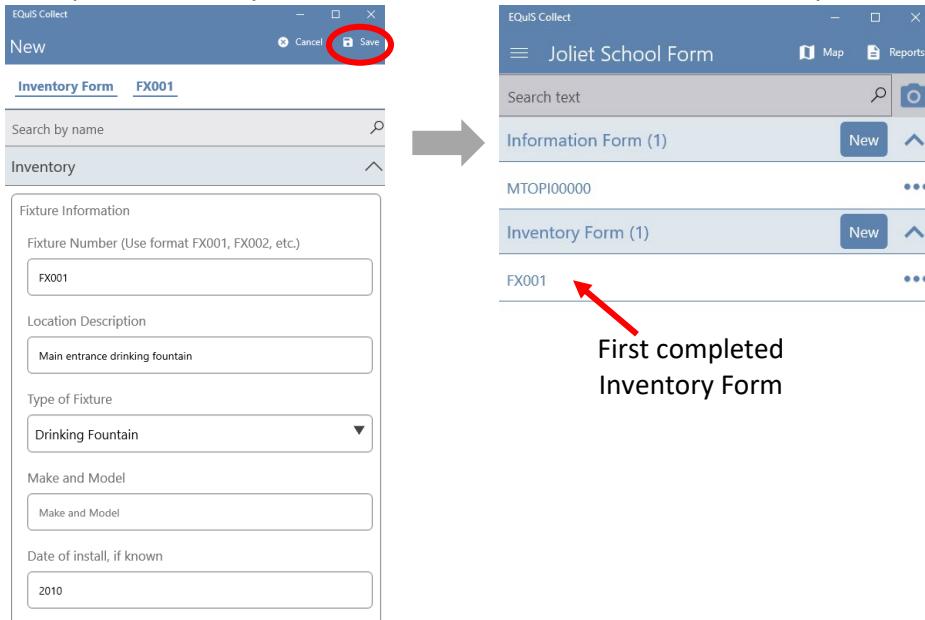 EQuIS Collect
New
Cancel
Save
Inventory Form FX001
Search by name
Inventory
Fixture Information
Fixture Number (Use format FX001, FX002, etc.)
FX001
Location Description
Main entrance drinking fountain
Type of Fixture
Drinking Fountain
Make and Model
Make and Model
Date of install, if known
2010
EQuIS Collect
Joliet School Form
Map
Reports
Search text
Information Form (1)
New
MTOPI00000
Inventory Form (1)
New
FX001
First completed
Inventory Form